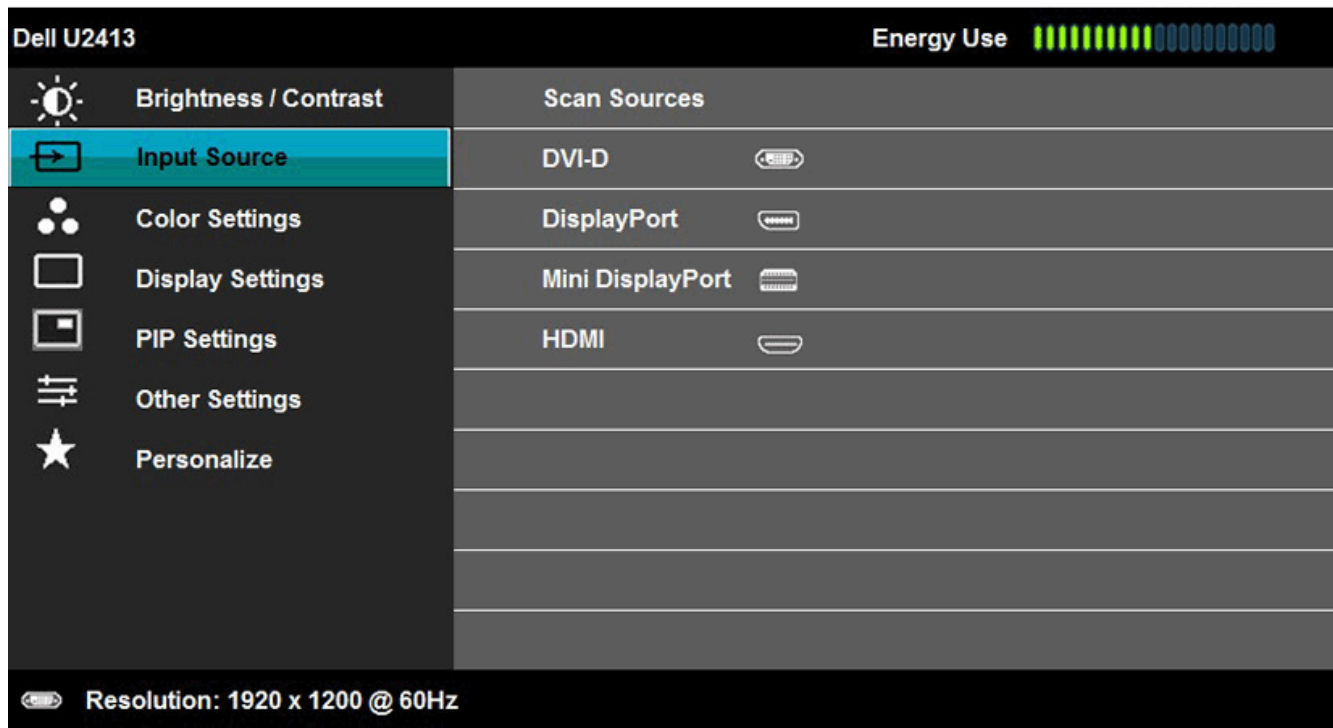 Dell U2413 Energy Use
Brightness / Contrast Scan Sources
Input Source DVI-D
Color Settings DisplayPort
Display Settings Mini DisplayPort
PIP Settings HDMI
Other Settings
Personalize
Resolution: 1920 x 1200 @ 60Hz